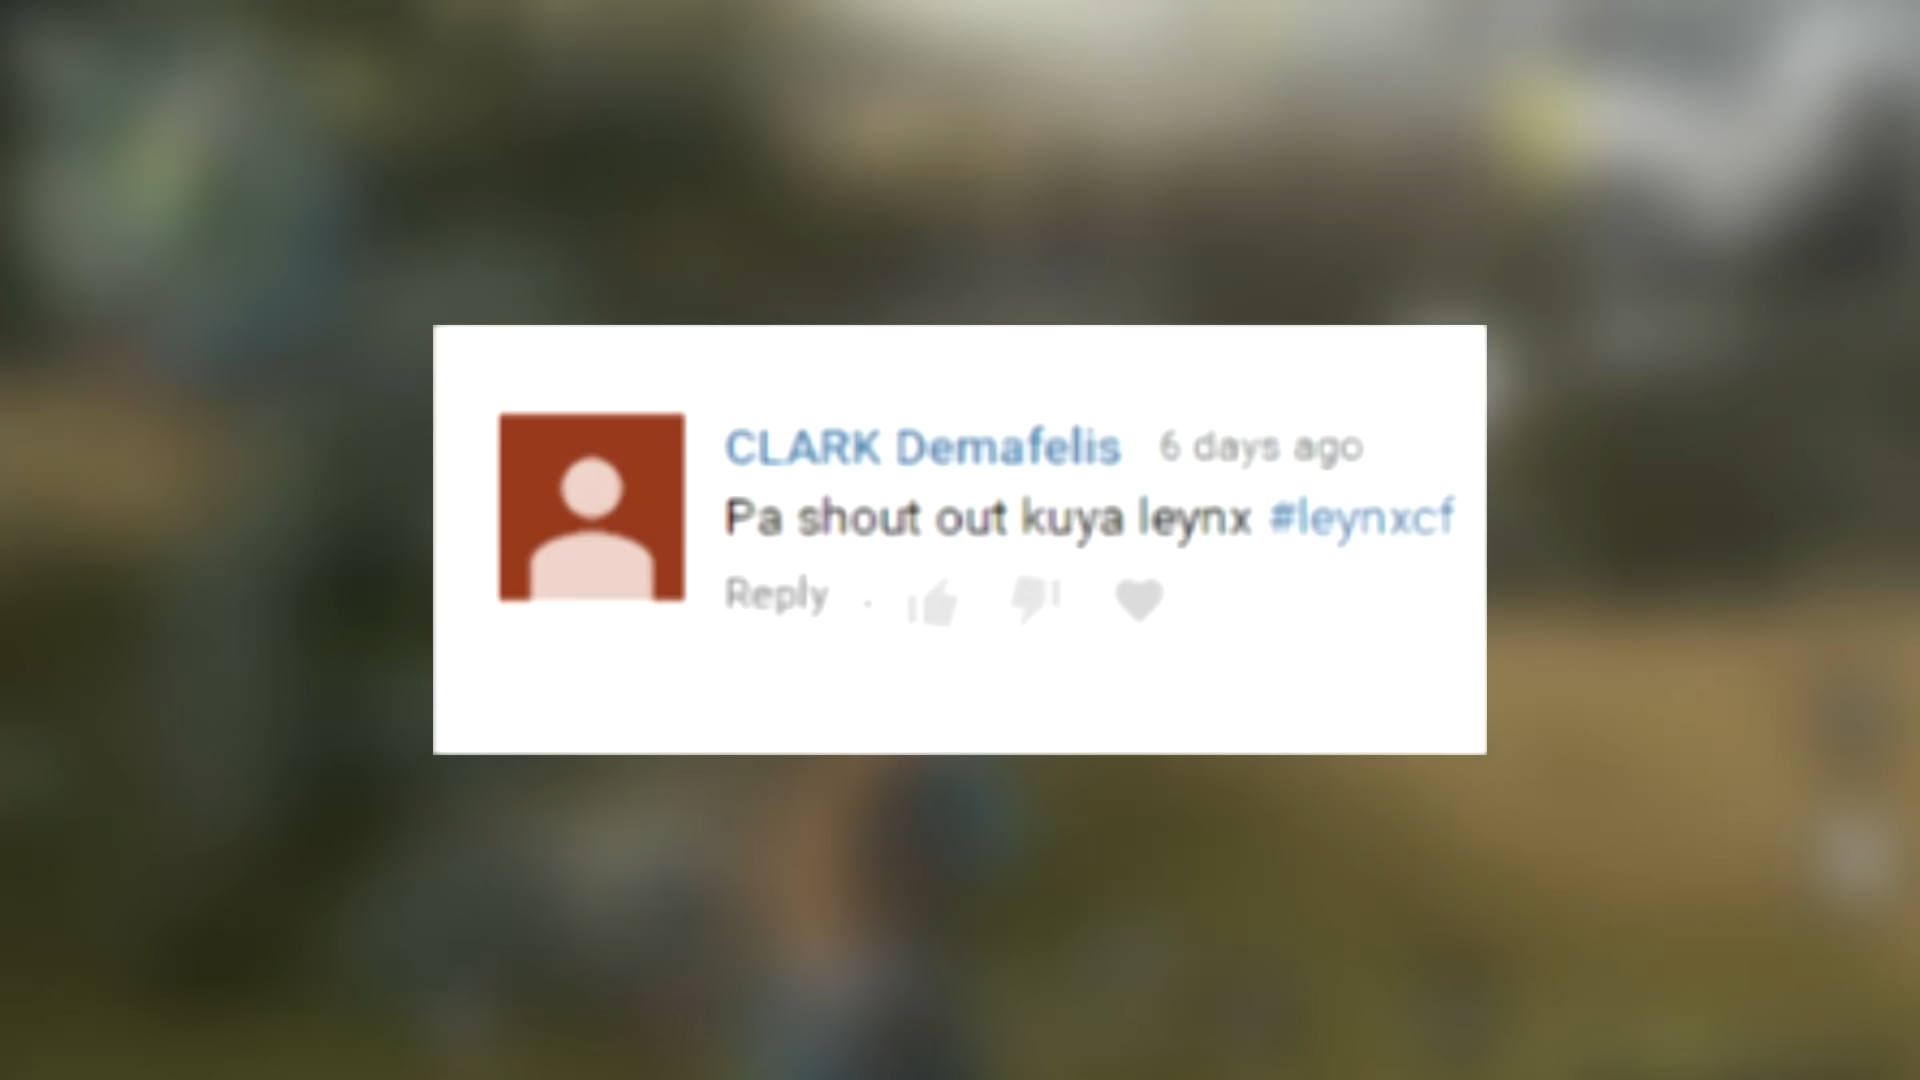 CLARK Demafelis 6 days ago
Pa shout out kuya leynx #leynxcf
Reply .